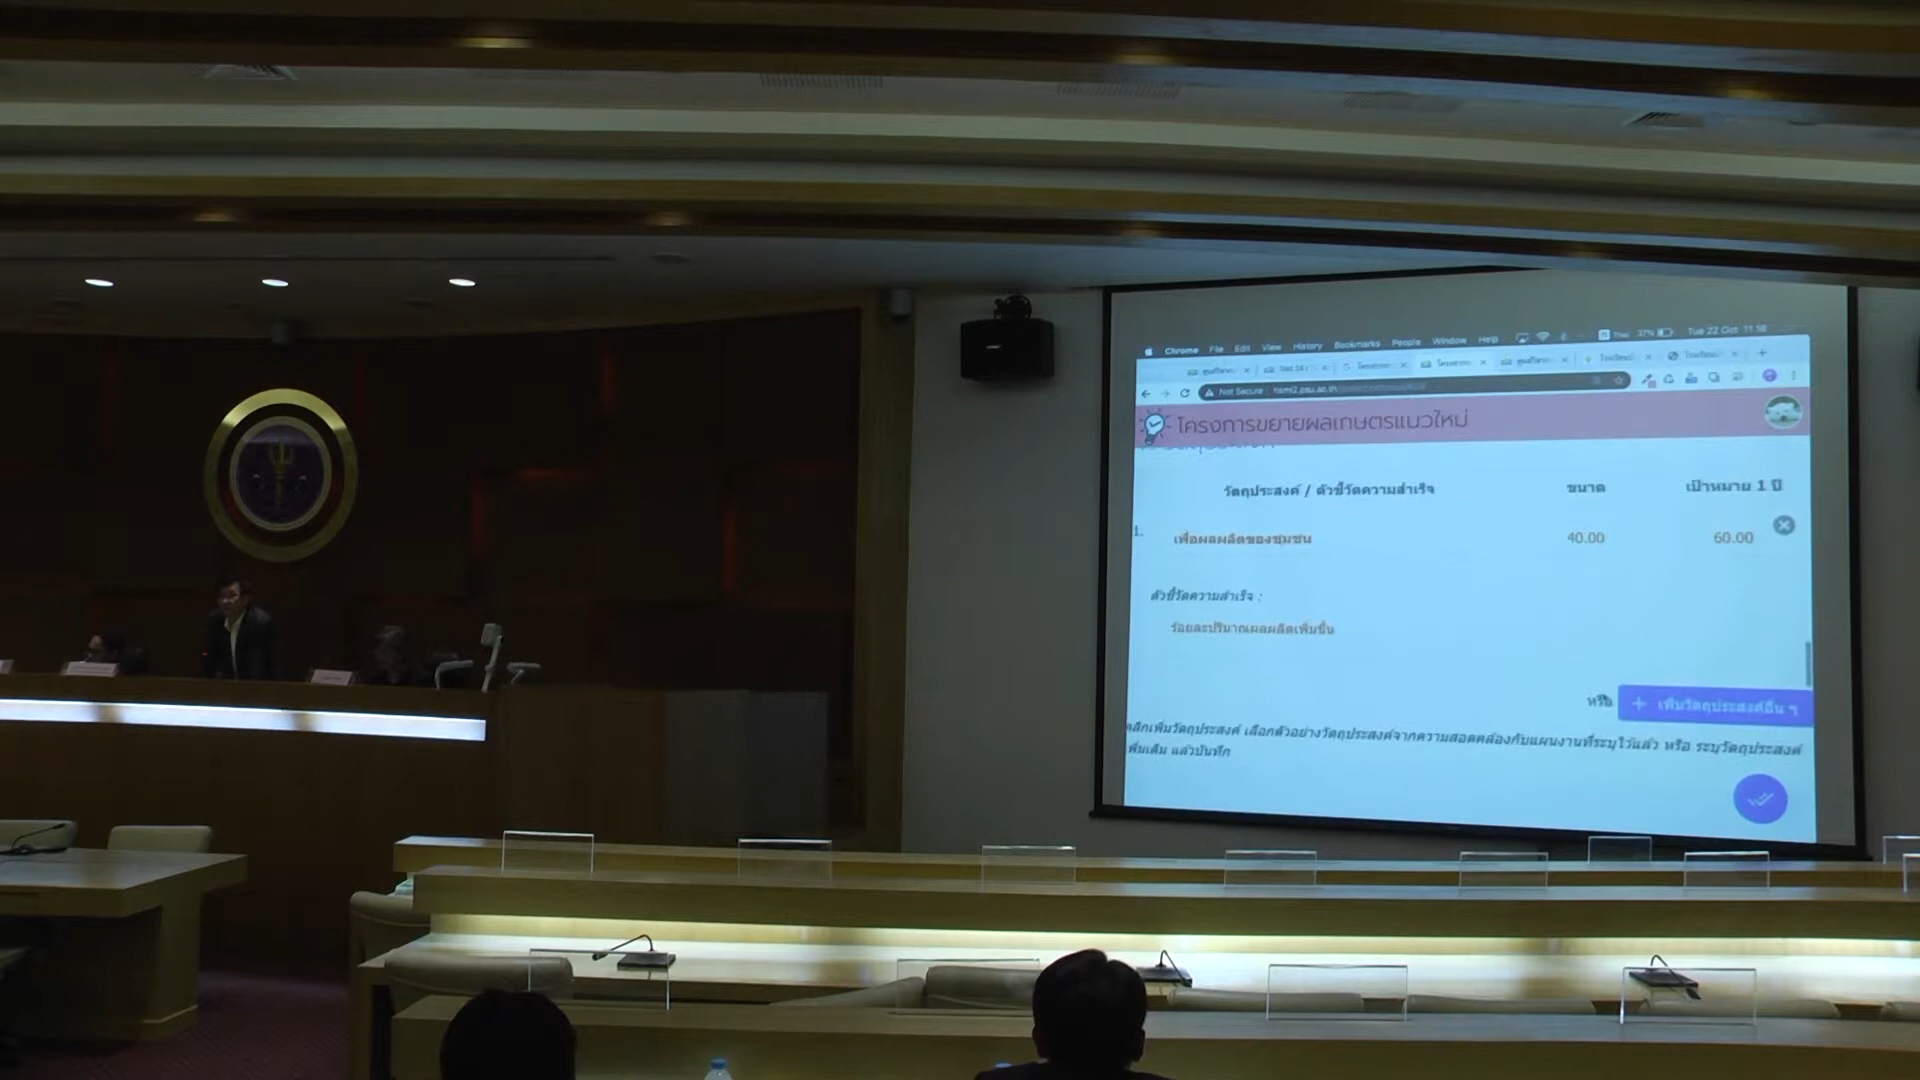 Chrome File Edit View History Bookmarks People Window Help
Thai 37% Tue 22 Oct 11:16
Not Secure hsmi2.psu.ac.th
โครงการขยายผลเกษตรแนวใหม่
วัตถุประสงค์ / ตัวชี้วัดความสำเร็จ ขนาด เป้าหมาย 1 ปี
1. เพื่อผลผลิตของชุมชน 40.00 60.00
ตัวชี้วัดความสำเร็จ :
ร้อยละปริมาณผลผลิตเพิ่มขึ้น
หรือ + เพิ่มวัตถุประสงค์อื่น ๆ
คลิกเพิ่มวัตถุประสงค์ เลือกตัวอย่างวัตถุประสงค์จากความสอดคล้องกับแผนงานที่ระบุไว้แล้ว หรือ ระบุวัตถุประสงค์
เพิ่มเติม แล้วบันทึก